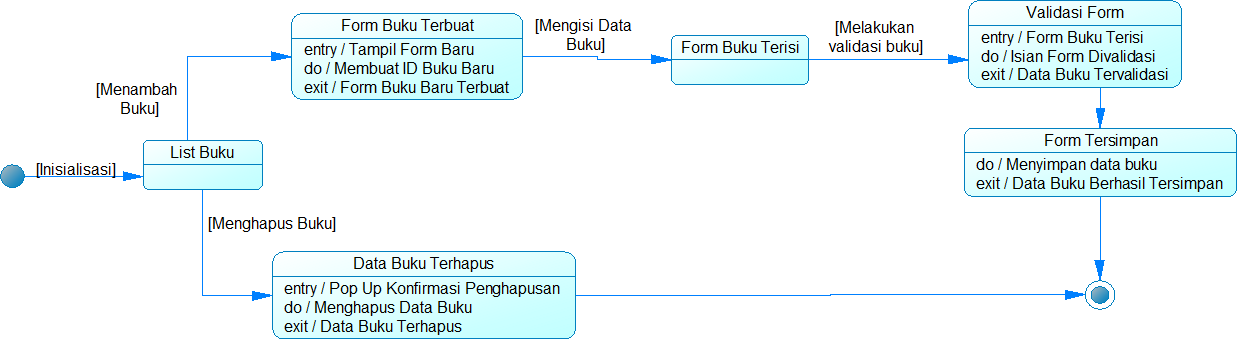 Form Buku Terbuat
entry / Tampil Form Baru
do / Membuat ID Buku Baru
exit / Form Buku Baru Terbuat
[Mengisi Data
Buku]
Form Buku Terisi
[Melakukan
validasi buku]
Validasi Form
entry / Form Buku Terisi
do / Isian Form Divalidasi
exit / Data Buku Tervalidasi
[Menambah
Buku]
List Buku
[Inisialisasi]
Form Tersimpan
do / Menyimpan data buku
exit / Data Buku Berhasil Tersimpan
[Menghapus Buku]
Data Buku Terhapus
entry / Pop Up Konfirmasi Penghapusan
do / Menghapus Data Buku
exit / Data Buku Terhapus